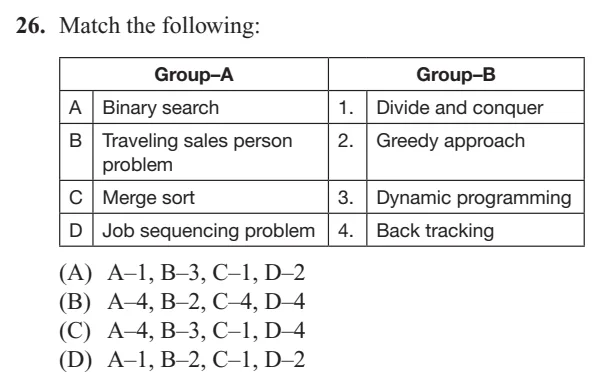 26. Match the following:
Group–A Group–B
A Binary search 1. Divide and conquer
B Traveling sales person 2. Greedy approach
problem
C Merge sort 3. Dynamic programming
D Job sequencing problem 4. Back tracking
(A) A–1, B–3, C–1, D–2
(B) A–4, B–2, C–4, D–4
(C) A–4, B–3, C–1, D–4
(D) A–1, B–2, C–1, D–2